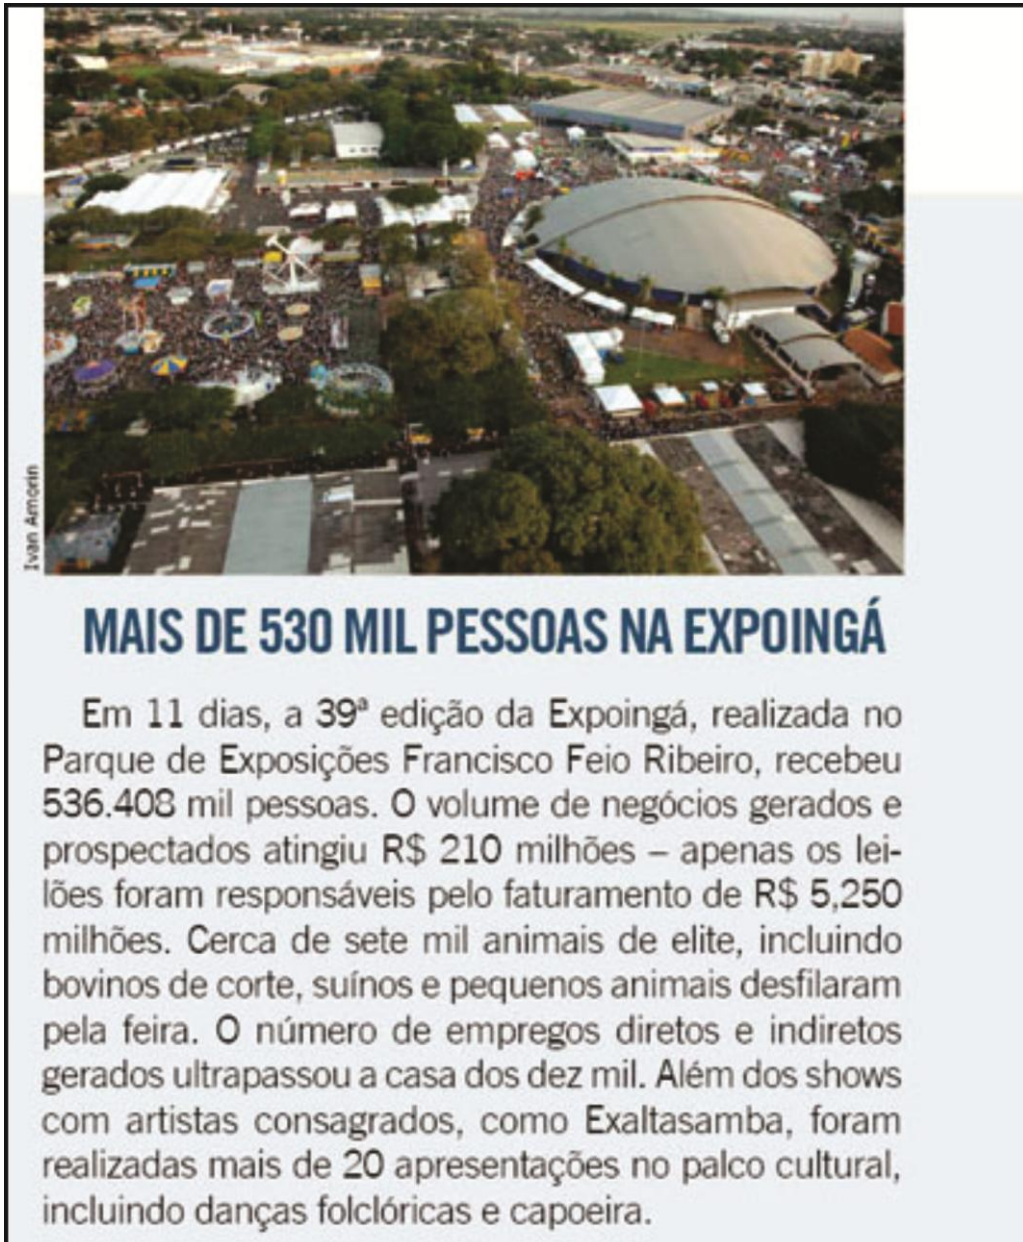 Ivan Amorin
MAIS DE 530 MIL PESSOAS NA EXPOINGÁ
Em 11 dias, a 39ª edição da Expoingá, realizada no
Parque de Exposições Francisco Feio Ribeiro, recebeu
536.408 mil pessoas. O volume de negócios gerados e
prospectados atingiu R$ 210 milhões – apenas os lei-
lões foram responsáveis pelo faturamento de R$ 5,250
milhões. Cerca de sete mil animais de elite, incluindo
bovinos de corte, suínos e pequenos animais desfilaram
pela feira. O número de empregos diretos e indiretos
gerados ultrapassou a casa dos dez mil. Além dos shows
com artistas consagrados, como Exaltasamba, foram
realizadas mais de 20 apresentações no palco cultural,
incluindo danças folclóricas e capoeira.